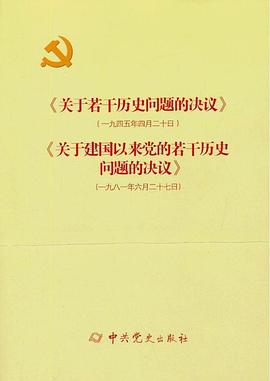 《关于若干历史问题的决议》
(一九四五年四月二十日)
《关于建国以来党的若干历史
问题的决议》
(一九八一年六月二十七日)
中共党史出版社